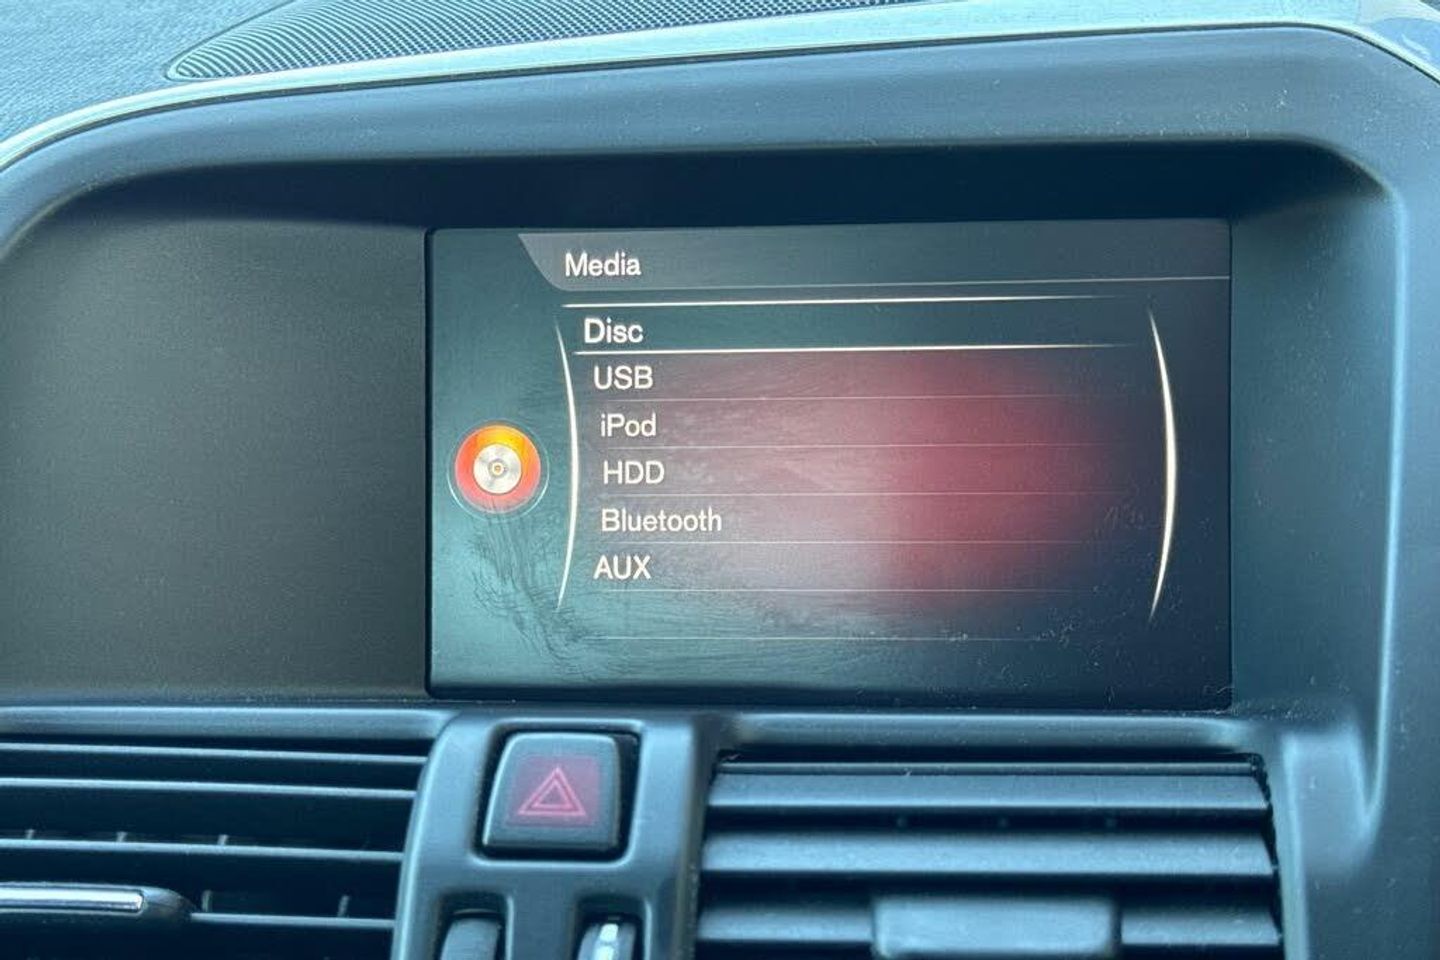 Media
Disc
USB
iPod
HDD
Bluetooth
AUX